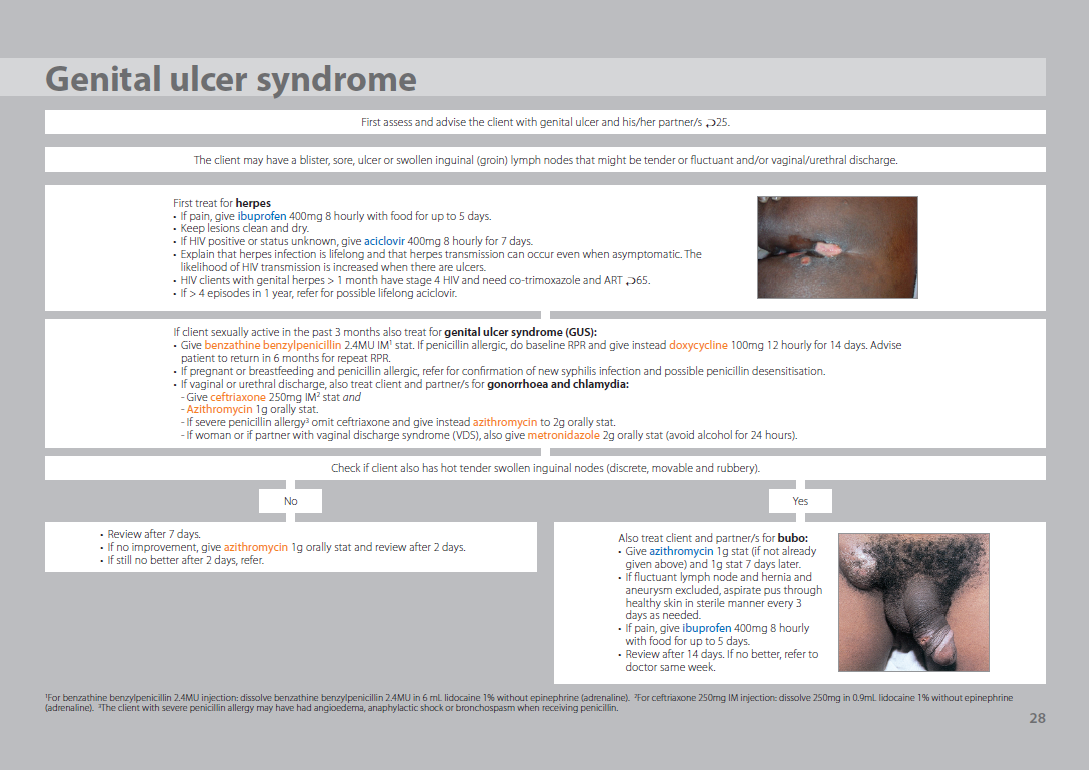 Genital ulcer syndrome
First assess and advise the client with genital ulcer and his/her partner/s ⮌25.
The client may have a blister, sore, ulcer or swollen inguinal (groin) lymph nodes that might be tender or fluctuant and/or vaginal/urethral discharge.
First treat for herpes
• If pain, give ibuprofen 400mg 8 hourly with food for up to 5 days.
• Keep lesions clean and dry.
• If HIV positive or status unknown, give aciclovir 400mg 8 hourly for 7 days.
• Explain that herpes infection is lifelong and that herpes transmission can occur even when asymptomatic. The
likelihood of HIV transmission is increased when there are ulcers.
• HIV clients with genital herpes > 1 month have stage 4 HIV and need co-trimoxazole and ART ⮌65.
• If > 4 episodes in 1 year, refer for possible lifelong aciclovir.
If client sexually active in the past 3 months also treat for genital ulcer syndrome (GUS):
• Give benzathine benzylpenicillin 2.4MU IM¹ stat. If penicillin allergic, do baseline RPR and give instead doxycycline 100mg 12 hourly for 14 days. Advise
patient to return in 6 months for repeat RPR.
• If pregnant or breastfeeding and penicillin allergic, refer for confirmation of new syphilis infection and possible penicillin desensitisation.
• If vaginal or urethral discharge, also treat client and partner/s for gonorrhoea and chlamydia:
- Give ceftriaxone 250mg IM² stat and
- Azithromycin 1g orally stat.
- If severe penicillin allergy³ omit ceftriaxone and give instead azithromycin to 2g orally stat.
- If woman or if partner with vaginal discharge syndrome (VDS), also give metronidazole 2g orally stat (avoid alcohol for 24 hours).
Check if client also has hot tender swollen inguinal nodes (discrete, movable and rubbery).
No
Yes
• Review after 7 days.
• If no improvement, give azithromycin 1g orally stat and review after 2 days.
• If still no better after 2 days, refer.
Also treat client and partner/s for bubo:
• Give azithromycin 1g stat (if not already
given above) and 1g stat 7 days later.
• If fluctuant lymph node and hernia and
aneurysm excluded, aspirate pus through
healthy skin in sterile manner every 3
days as needed.
• If pain, give ibuprofen 400mg 8 hourly
with food for up to 5 days.
• Review after 14 days. If no better, refer to
doctor same week.
¹For benzathine benzylpenicillin 2.4MU injection: dissolve benzathine benzylpenicillin 2.4MU in 6 mL lidocaine 1% without epinephrine (adrenaline). ²For ceftriaxone 250mg IM injection: dissolve 250mg in 0.9mL lidocaine 1% without epinephrine
(adrenaline). ³The client with severe penicillin allergy may have had angioedema, anaphylactic shock or bronchospasm when receiving penicillin.
28